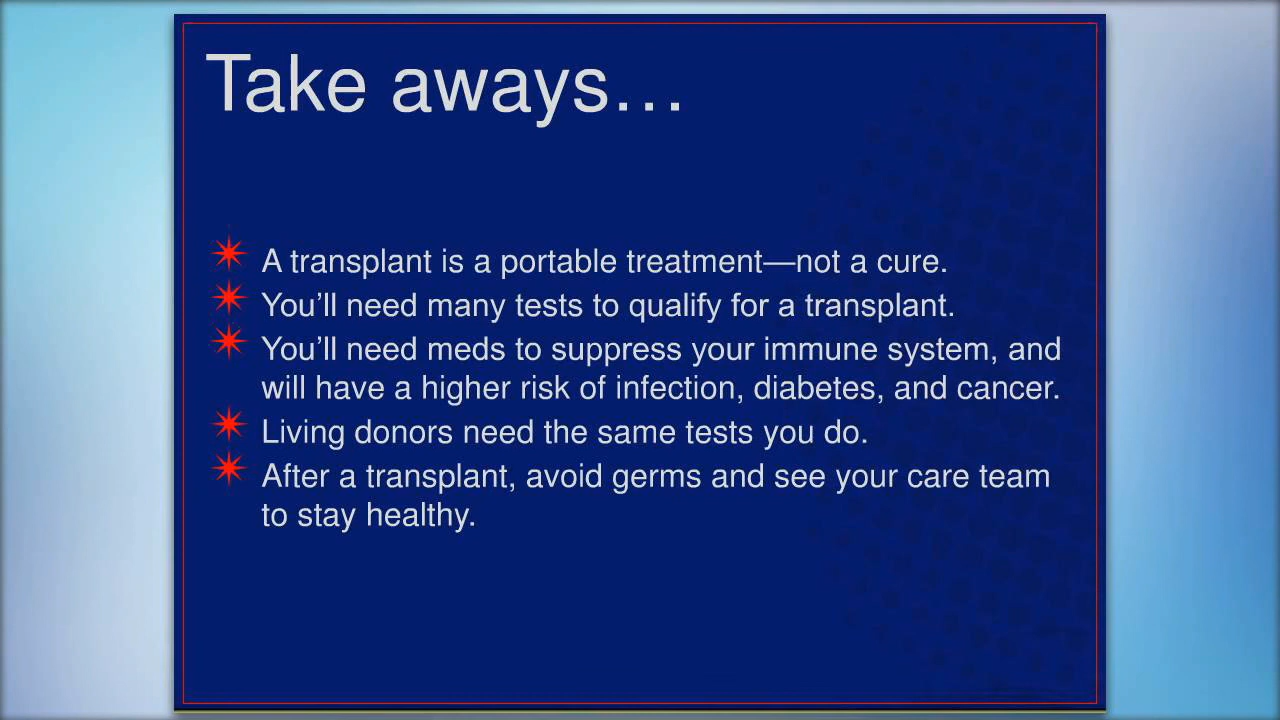 Take aways…
A transplant is a portable treatment—not a cure.
You’ll need many tests to qualify for a transplant.
You’ll need meds to suppress your immune system, and
will have a higher risk of infection, diabetes, and cancer.
Living donors need the same tests you do.
After a transplant, avoid germs and see your care team
to stay healthy.